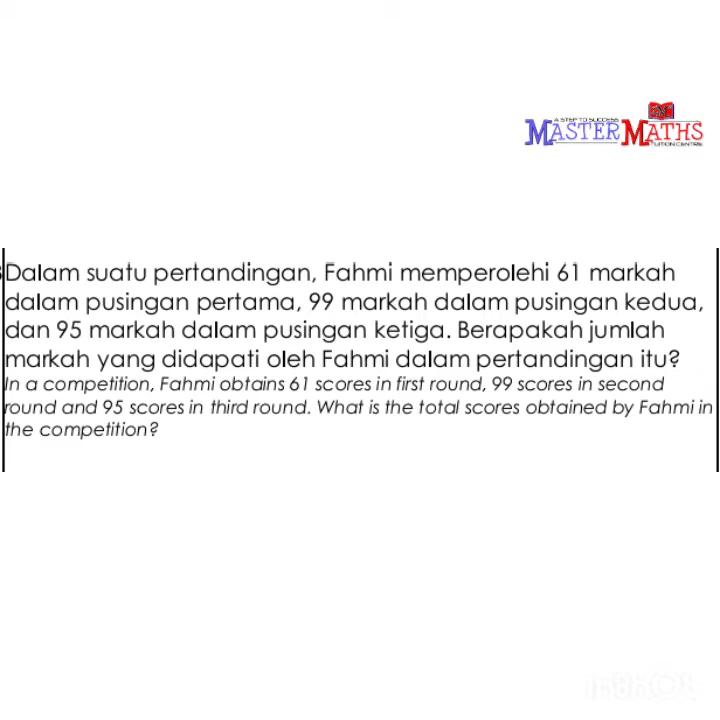 A STEP TO SUCCESS
MASTER MATHS
TUITION CENTRE
Dalam suatu pertandingan, Fahmi memperolehi 61 markah
dalam pusingan pertama, 99 markah dalam pusingan kedua,
dan 95 markah dalam pusingan ketiga. Berapakah jumlah
markah yang didapati oleh Fahmi dalam pertandingan itu?
In a competition, Fahmi obtains 61 scores in first round, 99 scores in second
round and 95 scores in third round. What is the total scores obtained by Fahmi in
the competition?